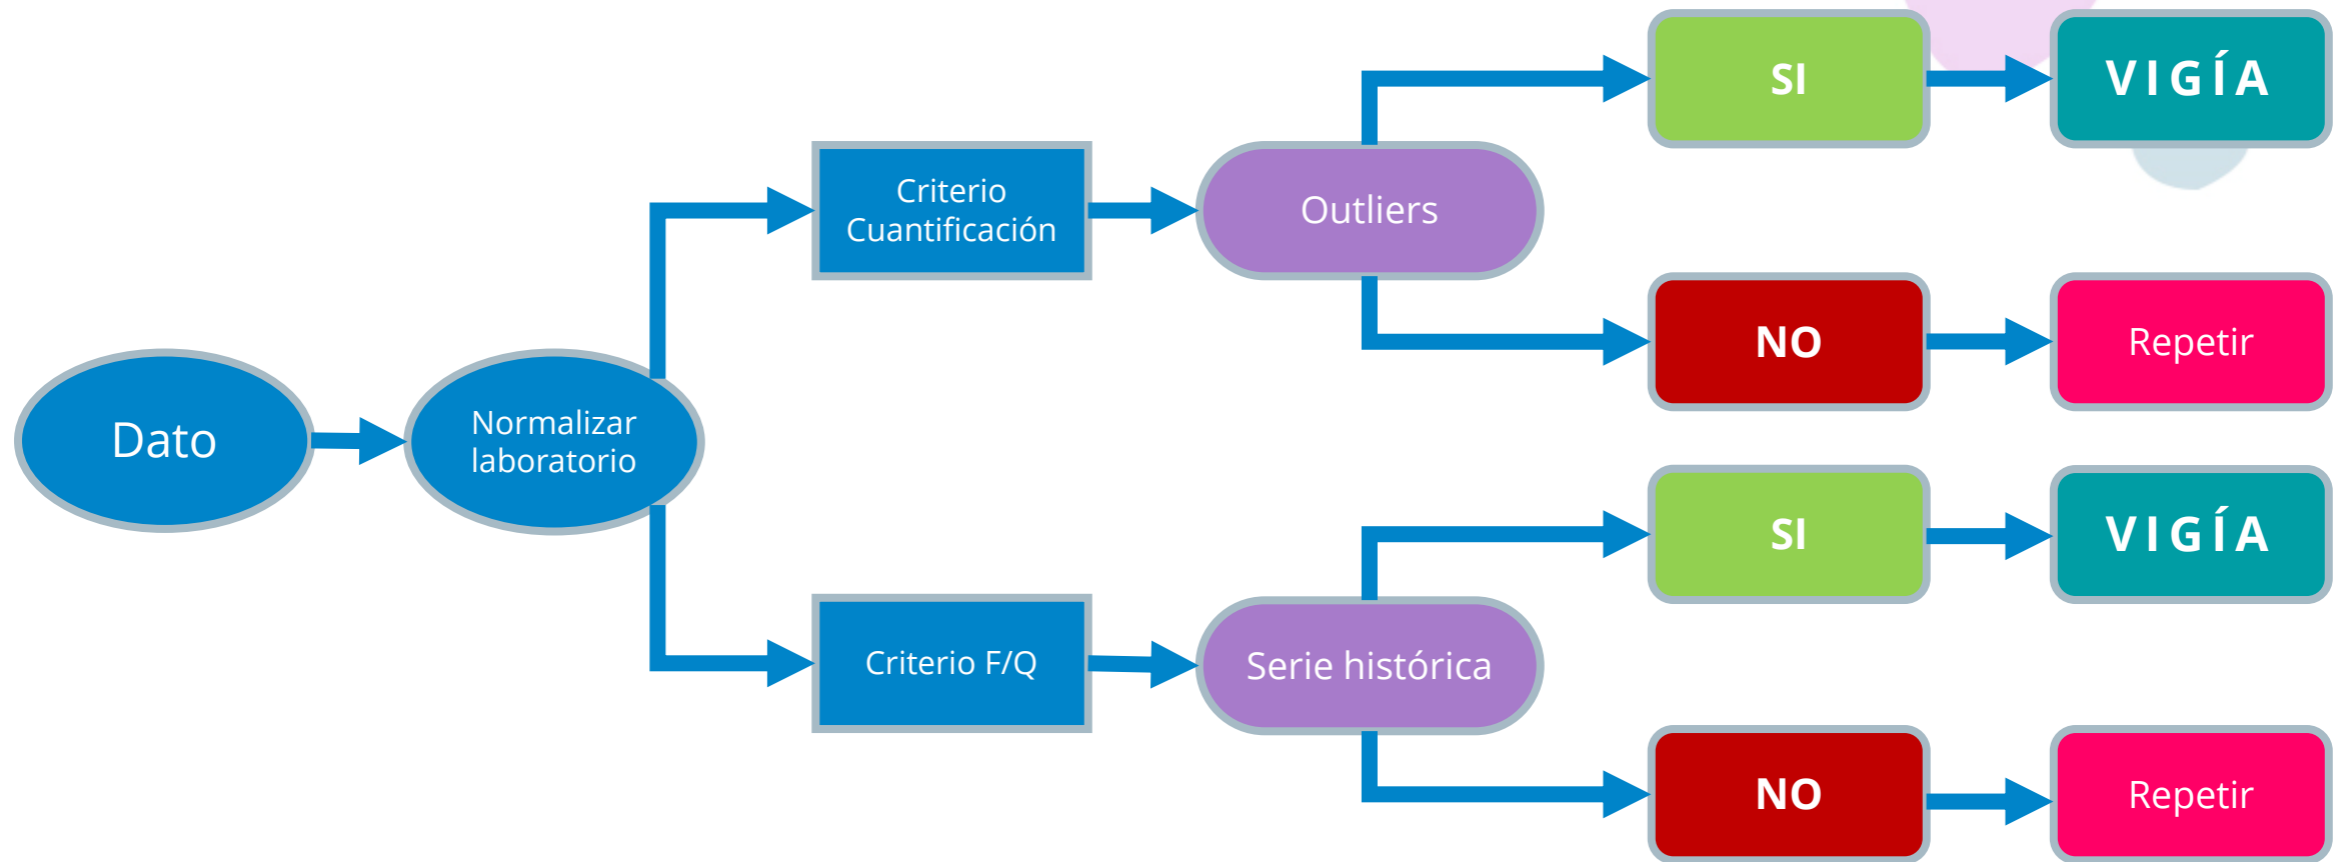 Dato
Normalizar
laboratorio
Criterio
Cuantificación
Outliers
SI
VIGÍA
NO
Repetir
Criterio F/Q
Serie histórica
SI
VIGÍA
NO
Repetir